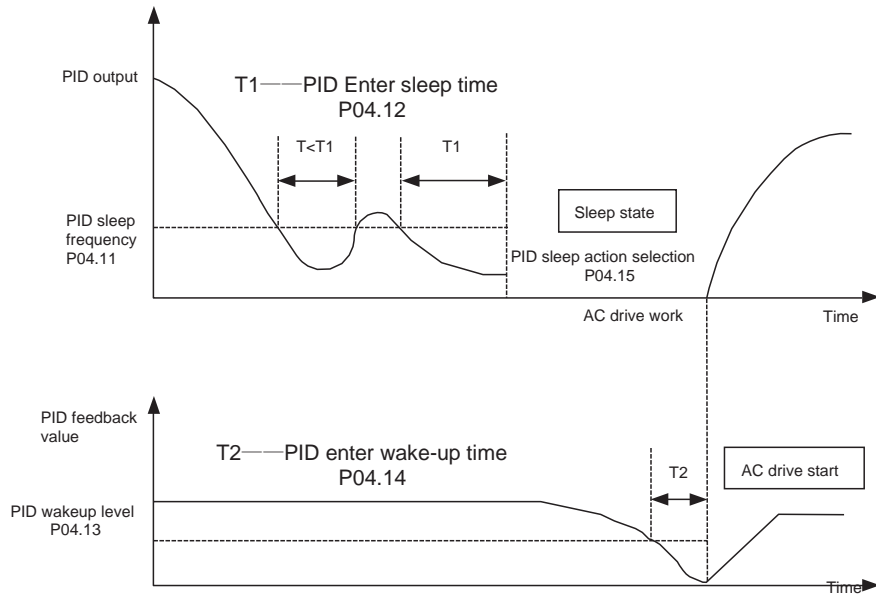 PID output
T1——PID Enter sleep time
P04.12
T<T1
T1
PID sleep
frequency
P04.11
Sleep state
PID sleep action selection
P04.15
AC drive work
Time
PID feedback
value
T2——PID enter wake-up time
P04.14
T2
AC drive start
PID wakeup level
P04.13
Time